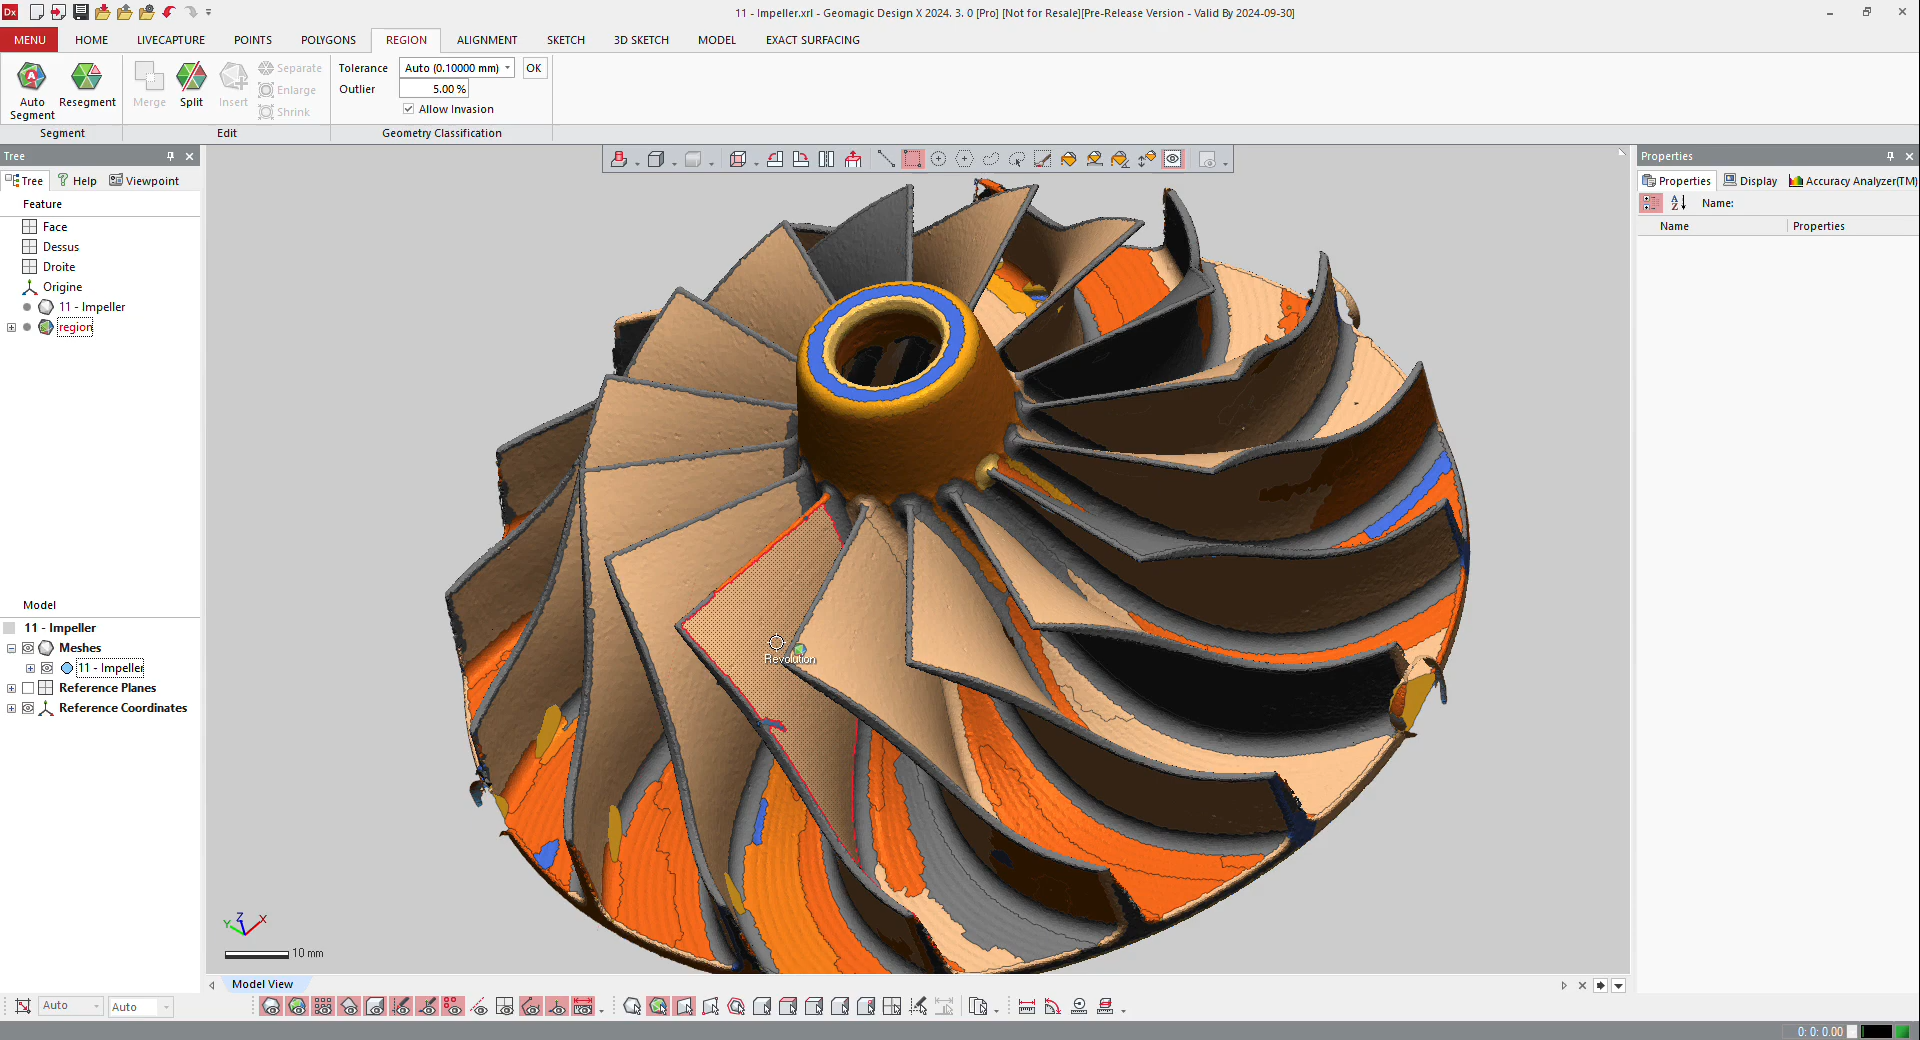 Dx
11 - Impeller.xrl - Geomagic Design X 2024. 3. 0 [Pro] [Not for Resale][Pre-Release Version - Valid By 2024-09-30]
MENU HOME LIVECAPTURE POINTS POLYGONS REGION ALIGNMENT SKETCH 3D SKETCH MODEL EXACT SURFACING
Auto Segment
Resegment
Merge
Split
Insert
Separate
Enlarge
Shrink
Tolerance Auto (0.10000 mm) OK
Outlier 5.00 %
Allow Invasion
Segment Edit Geometry Classification
Tree
Tree Help Viewpoint
Feature
Face
Dessus
Droite
Origine
11 - Impeller
region
Model
11 - Impeller
Meshes
11 - Impeller
Reference Planes
Reference Coordinates
Revolution
Z
Y
X
10 mm
Model View
Properties
Properties Display Accuracy Analyzer(TM)
Name:
Name Properties
Auto Auto
0: 0: 0.00